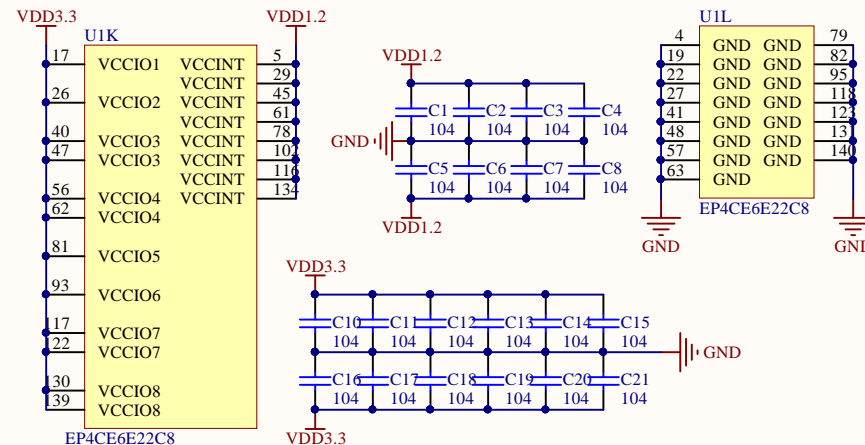 VDD3.3
VDD1.2
U1K
17 VCCIO1 VCCINT 5
VCCINT 29
26 VCCIO2 VCCINT 45
VCCINT 61
40 VCCIO3 VCCINT 78
47 VCCIO3 VCCINT 102
VCCINT 116
56 VCCIO4 VCCINT 134
62 VCCIO4
81 VCCIO5
93 VCCIO6
117 VCCIO7
122 VCCIO7
130 VCCIO8
139 VCCIO8
EP4CE6E22C8
VDD1.2
C1 C2 C3 C4
104 104 104 104
GND
C5 C6 C7 C8
104 104 104 104
VDD1.2
U1L
4 GND GND 79
19 GND GND 82
22 GND GND 95
27 GND GND 118
41 GND GND 123
48 GND GND 131
57 GND GND 140
63 GND
EP4CE6E22C8
GND
GND
VDD3.3
C10 C11 C12 C13 C14 C15
104 104 104 104 104 104
GND
C16 C17 C18 C19 C20 C21
104 104 104 104 104 104
VDD3.3